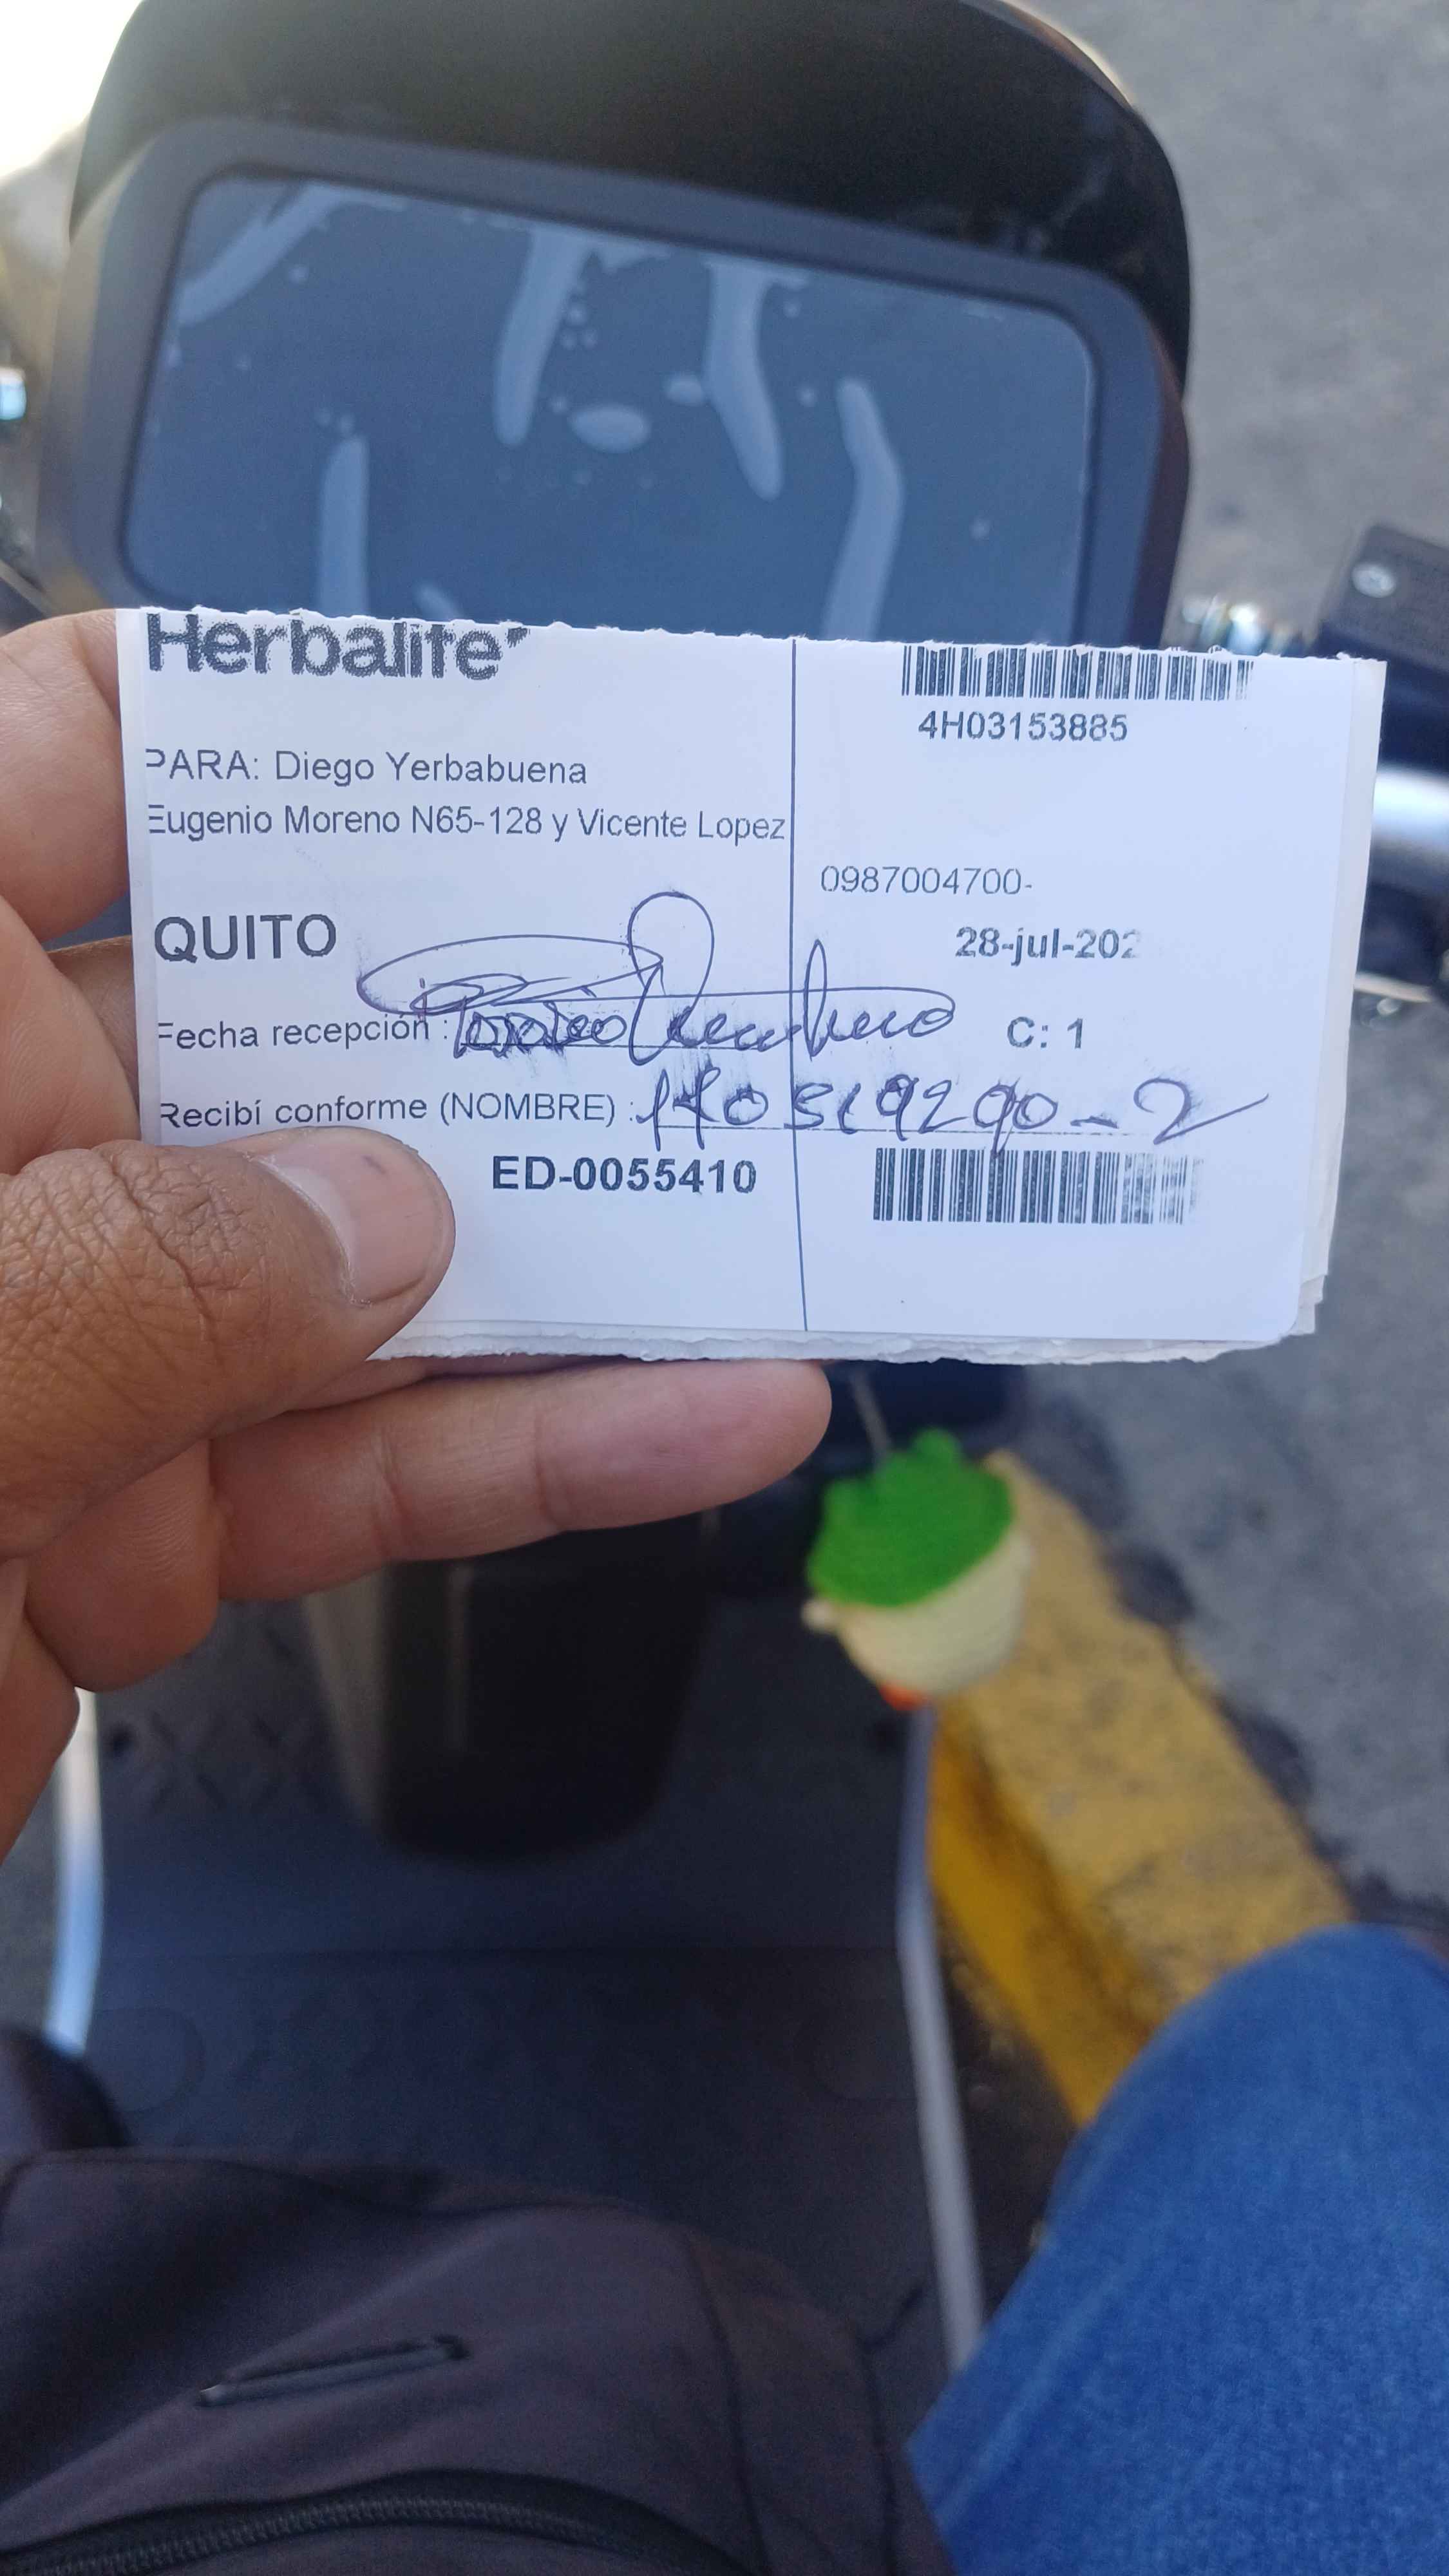 Herbalife
4H03153885
PARA: Diego Yerbabuena
Eugenio Moreno N65-128 y Vicente Lopez
0987004700-
QUITO
28-jul-202
Fecha recepción :
C: 1
Recibí conforme (NOMBRE) :
ED-0055410